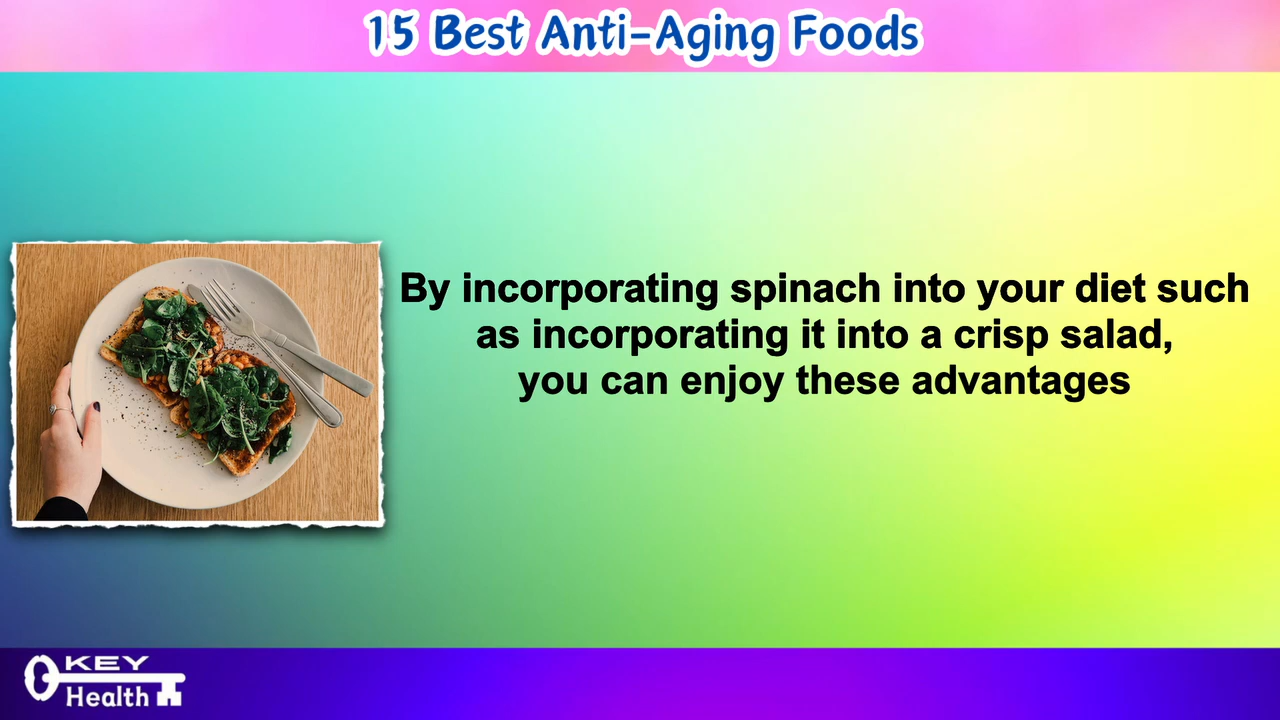 15 Best Anti-Aging Foods
By incorporating spinach into your diet such
as incorporating it into a crisp salad,
you can enjoy these advantages
KEY
Health